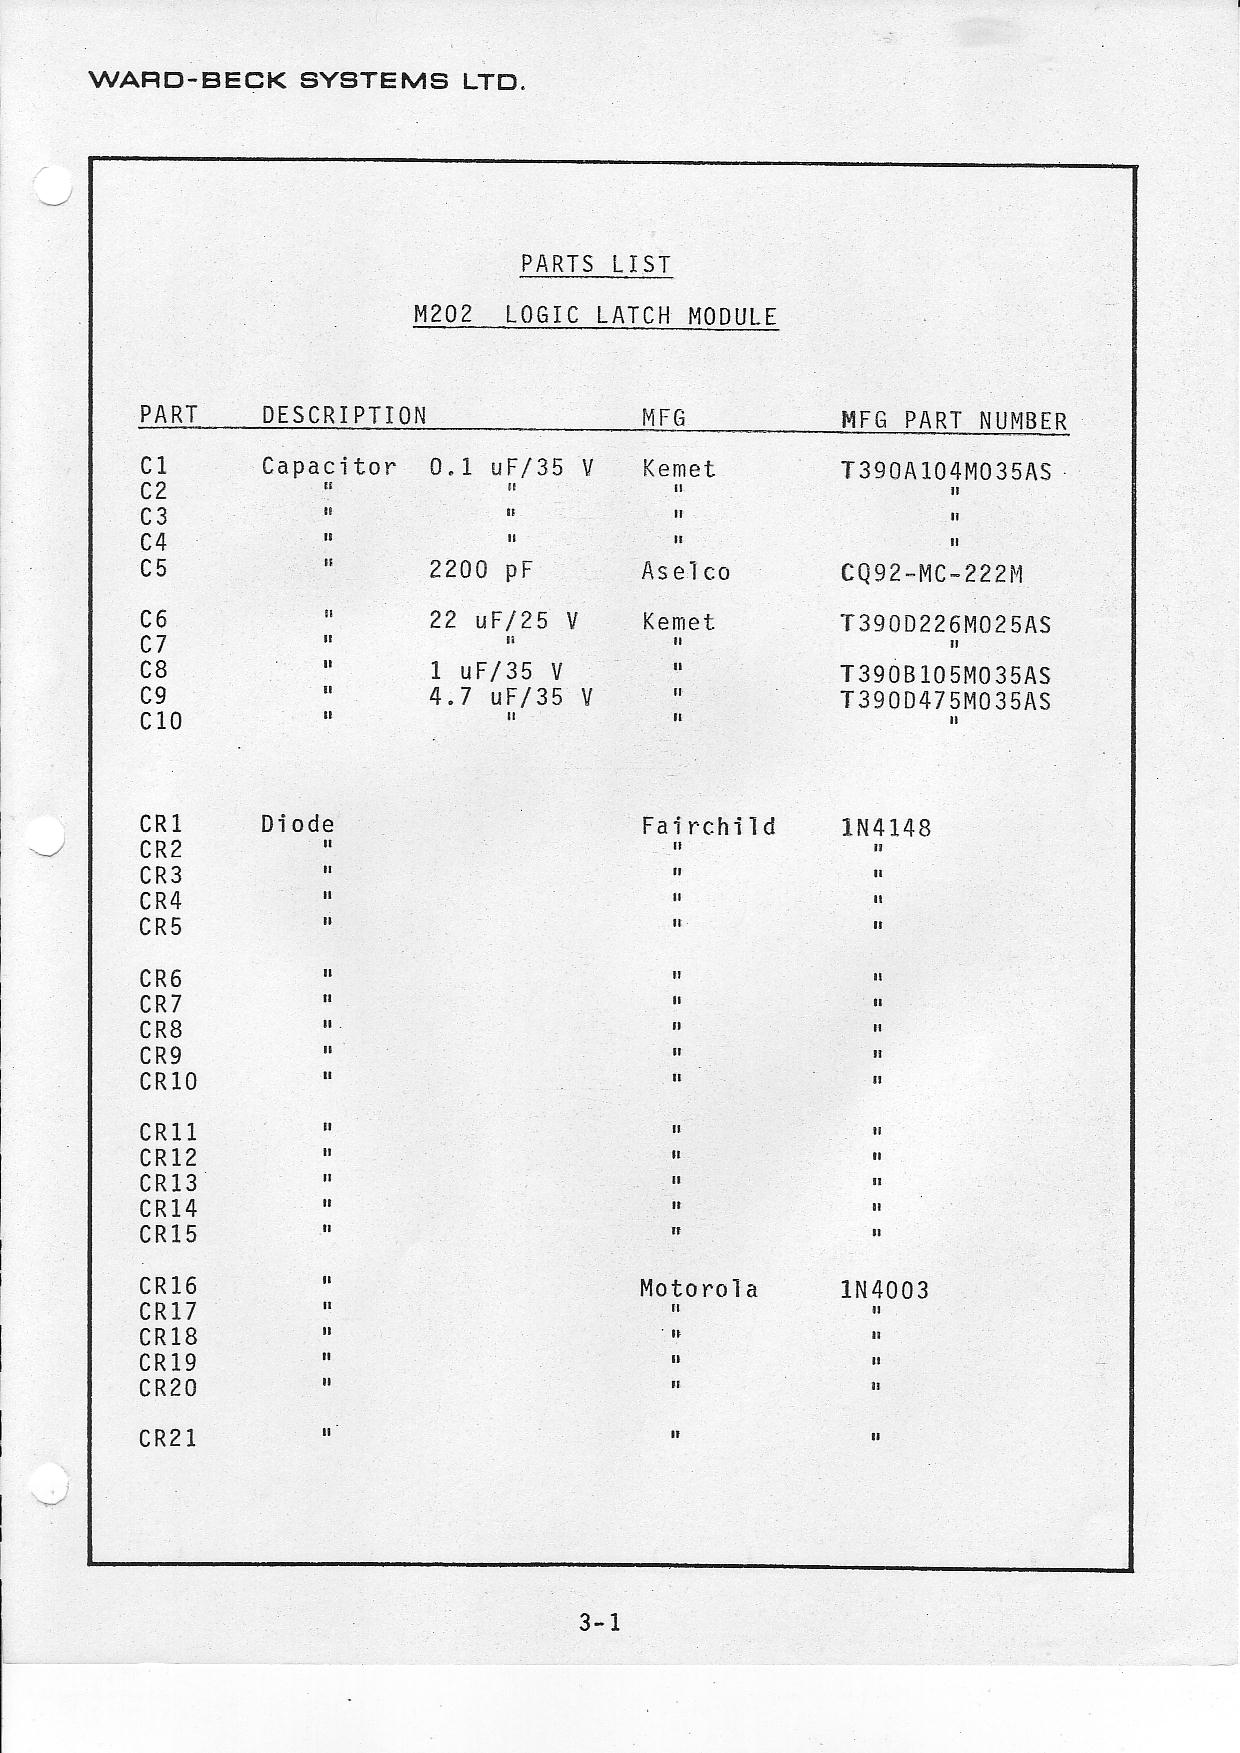 WARD-BECK SYSTEMS LTD.
PARTS LIST
M202 LOGIC LATCH MODULE
PART DESCRIPTION MFG MFG PART NUMBER
C1 Capacitor 0.1 uF/35 V Kemet T390A104M035AS
C2 " " " "
C3 " " " "
C4 " " " "
C5 " 2200 pF Aselco CQ92-MC-222M
C6 " 22 uF/25 V Kemet T390D226M025AS
C7 " " " "
C8 " 1 uF/35 V " T390B105M035AS
C9 " 4.7 uF/35 V " T390D475M035AS
C10 " " " "
CR1 Diode Fairchild 1N4148
CR2 " " "
CR3 " " "
CR4 " " "
CR5 " " "
CR6 " " "
CR7 " " "
CR8 " " "
CR9 " " "
CR10 " " "
CR11 " " "
CR12 " " "
CR13 " " "
CR14 " " "
CR15 " " "
CR16 " Motorola 1N4003
CR17 " " "
CR18 " " "
CR19 " " "
CR20 " " "
CR21 " " "
3-1